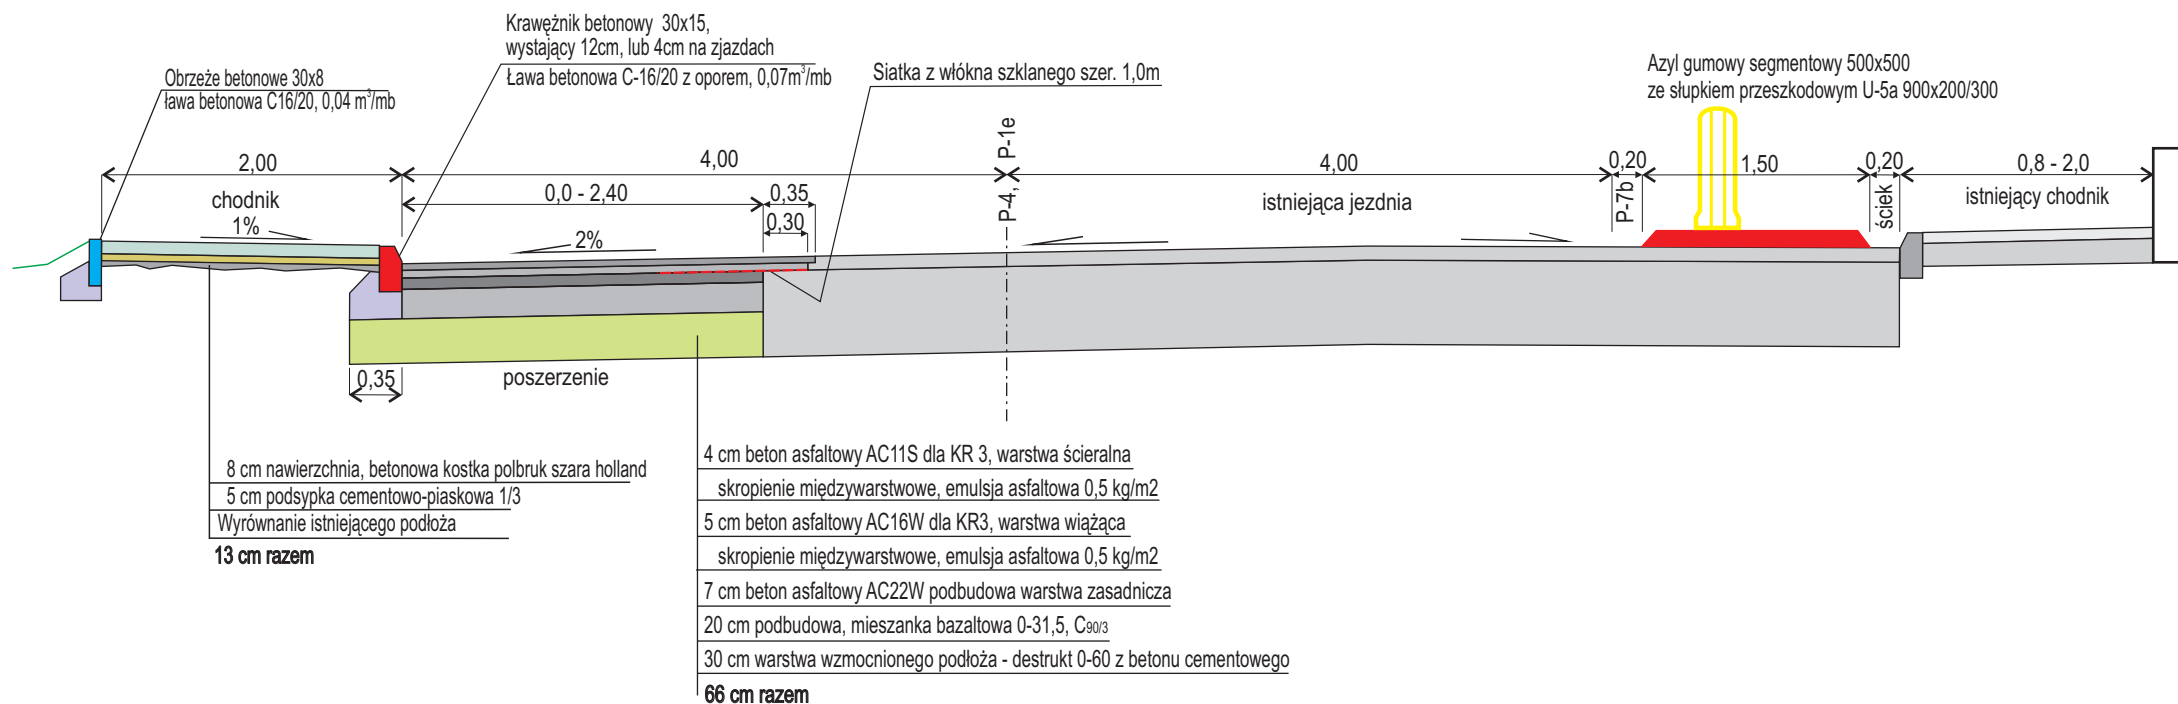 Krawężnik betonowy 30x15,
wystający 12cm, lub 4cm na zjazdach
Ława betonowa C-16/20 z oporem, 0,07m³/mb
Obrzeże betonowe 30x8
ława betonowa C16/20, 0,04 m³/mb
Siatka z włókna szklanego szer. 1,0m
Azyl gumowy segmentowy 500x500
ze słupkiem przeszkodowym U-5a 900x200/300
2,00
4,00
P-4, P-1e
4,00
0,20
1,50
0,20
0,8 - 2,0
chodnik
0,0 - 2,40
0,35
istniejąca jezdnia
P-7b
ściek
istniejący chodnik
1%
2%
0,30
0,35
poszerzenie
8 cm nawierzchnia, betonowa kostka polbruk szara holland
5 cm podsypka cementowo-piaskowa 1/3
Wyrównanie istniejącego podłoża
13 cm razem
4 cm beton asfaltowy AC11S dla KR 3, warstwa ścieralna
skropienie międzywarstwowe, emulsja asfaltowa 0,5 kg/m2
5 cm beton asfaltowy AC16W dla KR3, warstwa wiążąca
skropienie międzywarstwowe, emulsja asfaltowa 0,5 kg/m2
7 cm beton asfaltowy AC22W podbudowa warstwa zasadnicza
20 cm podbudowa, mieszanka bazaltowa 0-31,5, C90/3
30 cm warstwa wzmocnionego podłoża - destrukt 0-60 z betonu cementowego
66 cm razem